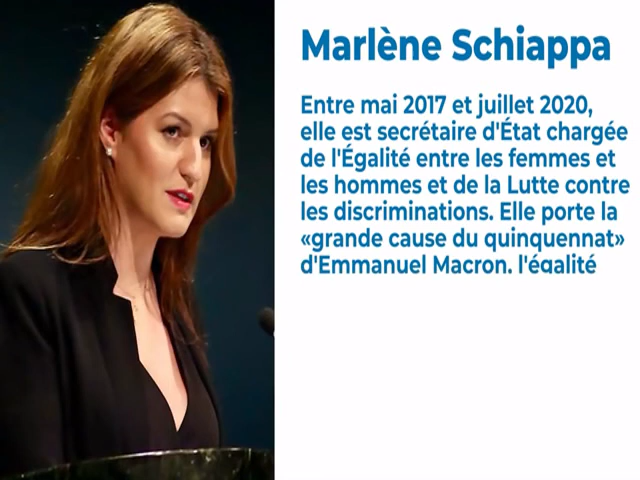 Marlène Schiappa
Entre mai 2017 et juillet 2020,
elle est secrétaire d'État chargée
de l'Égalité entre les femmes et
les hommes et de la Lutte contre
les discriminations. Elle porte la
«grande cause du quinquennat»
d'Emmanuel Macron, l'égalité